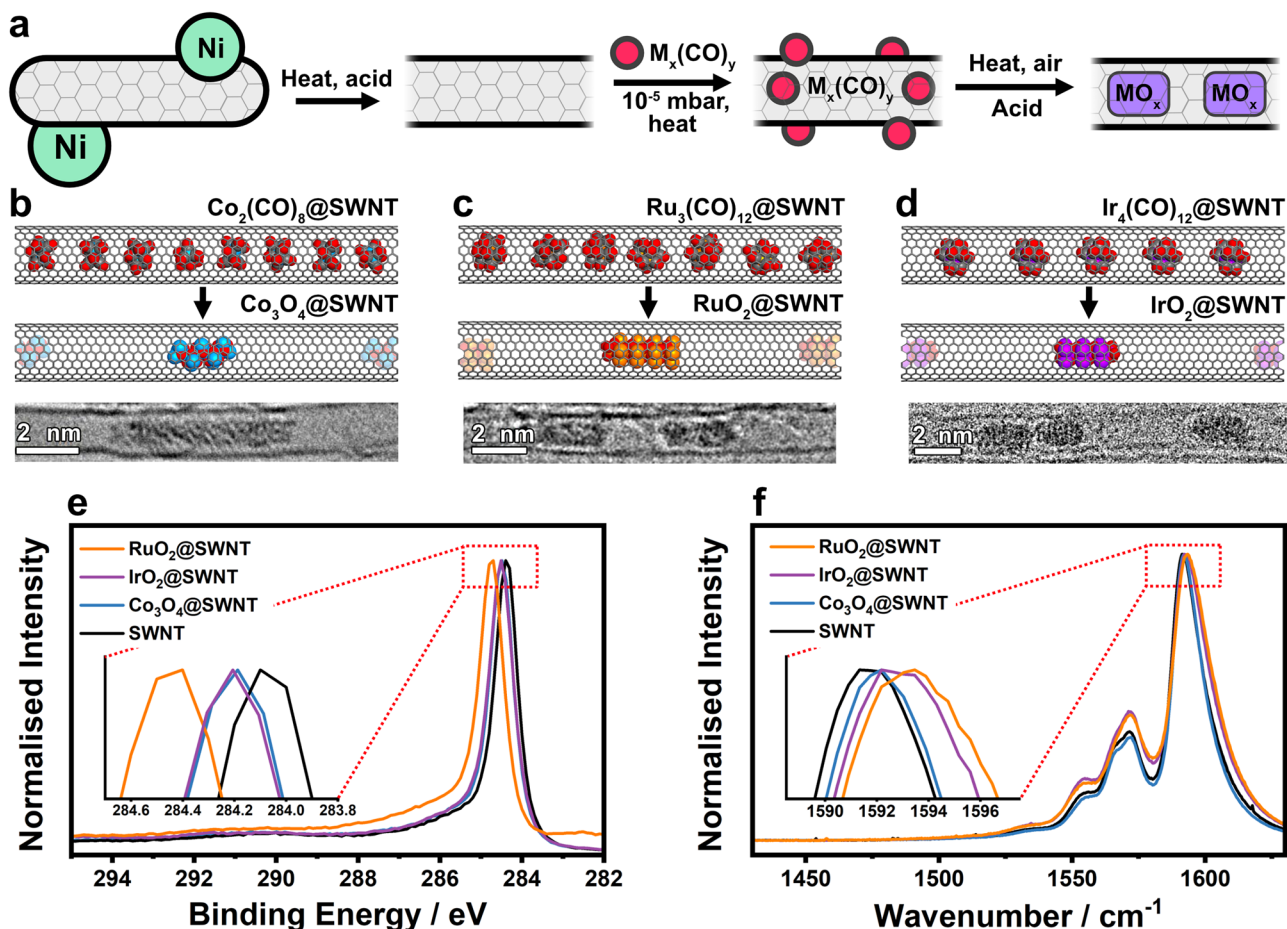 a
Ni
Ni
Heat, acid
Mₓ(CO)ᵧ
10⁻⁵ mbar,
heat
Mₓ(CO)ᵧ
Heat, air
Acid
MOₓ
MOₓ
b
Co₂(CO)₈@SWNT
Co₃O₄@SWNT
2 nm
c
Ru₃(CO)₁₂@SWNT
RuO₂@SWNT
2 nm
d
Ir₄(CO)₁₂@SWNT
IrO₂@SWNT
2 nm
e
Normalised Intensity
RuO₂@SWNT
IrO₂@SWNT
Co₃O₄@SWNT
SWNT
284.6 284.4 284.2 284.0 283.8
294 292 290 288 286 284 282
Binding Energy / eV
f
Normalised Intensity
RuO₂@SWNT
IrO₂@SWNT
Co₃O₄@SWNT
SWNT
1590 1592 1594 1596
1450 1500 1550 1600
Wavenumber / cm⁻¹